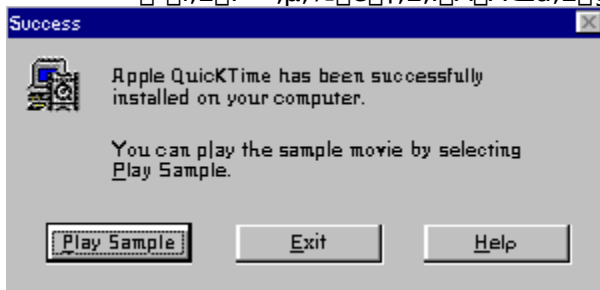 Success
Apple QuicKTime has been successfully
installed on your computer.
You can play the sample movie by selecting
Play Sample.
Play Sample
Exit
Help